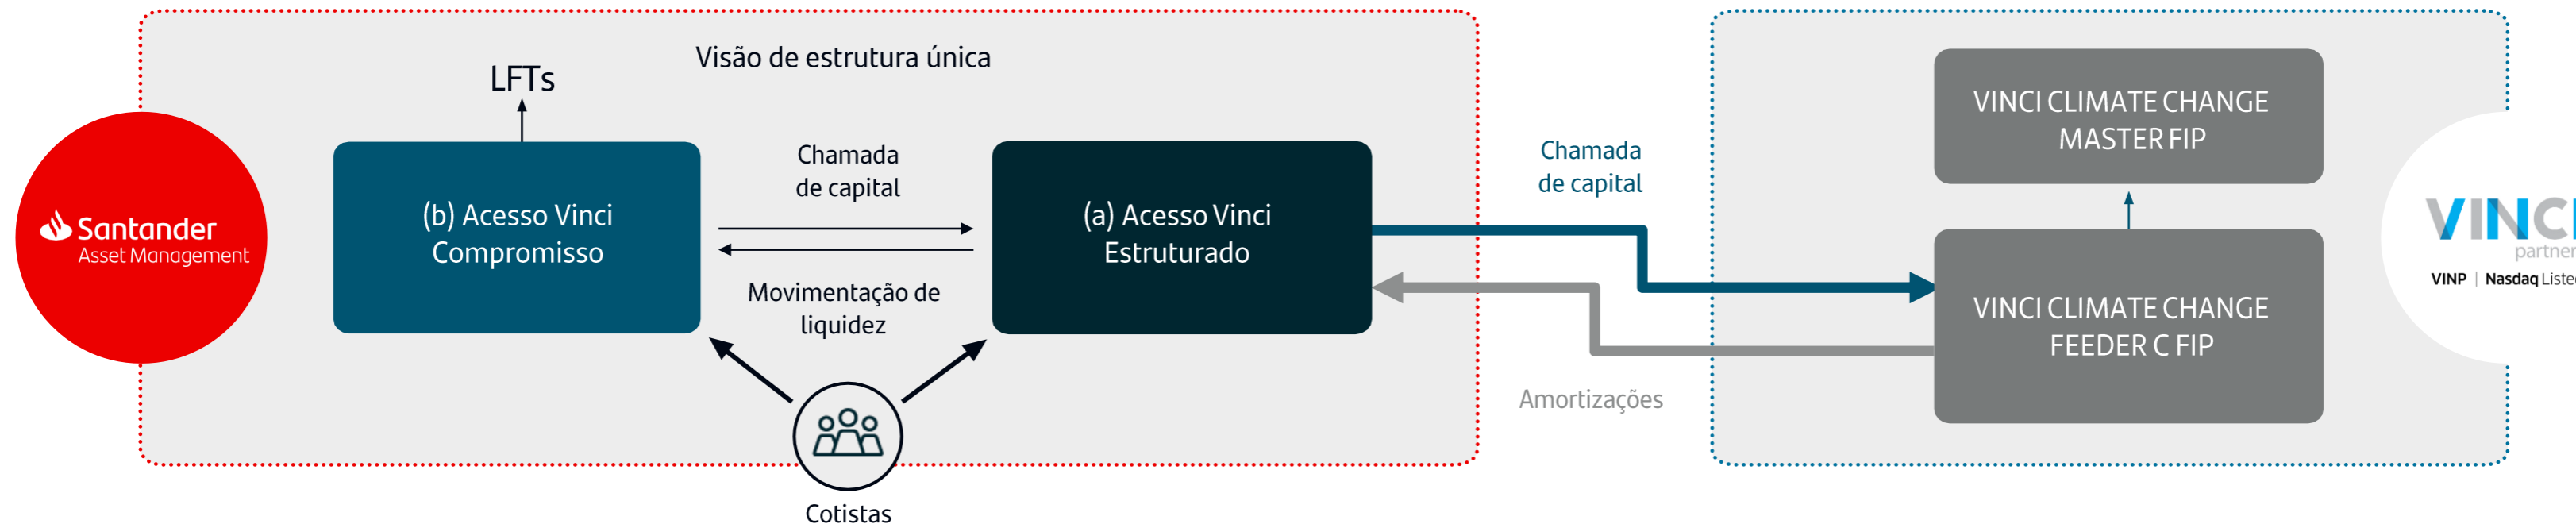 Visão de estrutura única
LFTs
Santander
Asset Management
(b) Acesso Vinci
Compromisso
Chamada
de capital
Movimentação de
liquidez
(a) Acesso Vinci
Estruturado
Cotistas
Chamada
de capital
Amortizações
VINCI CLIMATE CHANGE
MASTER FIP
VINCI CLIMATE CHANGE
FEEDER C FIP
VINCI
partner
VINP | Nasdaq Liste